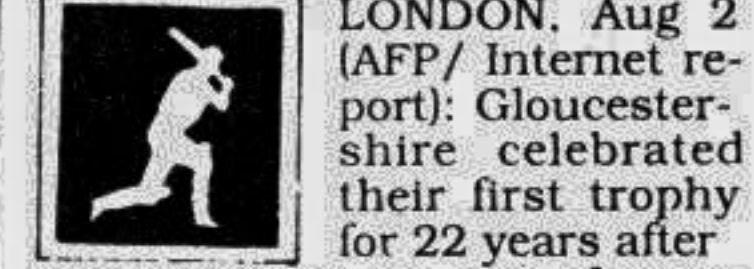 LONDON, Aug 2
(AFP/ Internet re-
port): Gloucester-
shire celebrated
their first trophy
for 22 years after